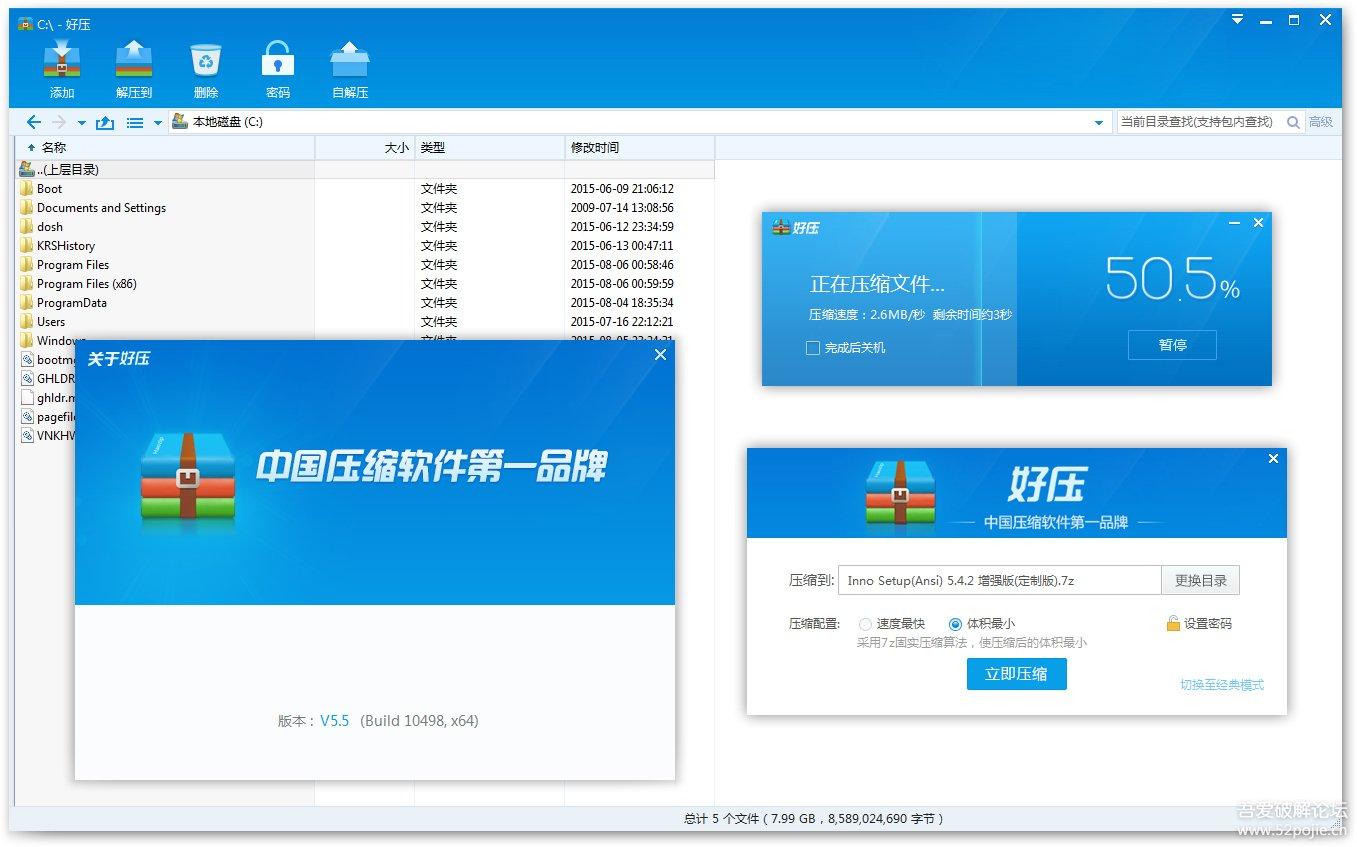 C:\ - 好压
添加 解压到 删除 密码 自解压
本地磁盘 (C:) 当前目录查找(支持包内查找) 高级
名称 大小 类型 修改时间
..(上层目录)
Boot 文件夹 2015-06-09 21:06:12
Documents and Settings 文件夹 2009-07-14 13:08:56
dosh 文件夹 2015-06-12 23:34:59
KRSHistory 文件夹 2015-06-13 00:47:11
Program Files 文件夹 2015-08-06 00:58:46
Program Files (x86) 文件夹 2015-08-06 00:59:59
ProgramData 文件夹 2015-08-04 18:35:34
Users 文件夹 2015-07-16 22:12:21
Window
bootm
GHLDR
ghldr.m
pagefile
VNKHV
关于好压
Haozip
中国压缩软件第一品牌
版本： V5.5 (Build 10498, x64)
好压
正在压缩文件...
50.5%
压缩速度：2.6MB/秒 剩余时间约3秒
完成后关机
暂停
Haozip
好压
中国压缩软件第一品牌
压缩到: Inno Setup(Ansi) 5.4.2 增强版(定制版).7z 更换目录
压缩配置: 速度最快 体积最小 设置密码
采用7z固实压缩算法，使压缩后的体积最小
立即压缩
切换至经典模式
总计 5 个文件 ( 7.99 GB，8,589,024,690 字节 )
吾爱破解论坛
www.52pojie.cn